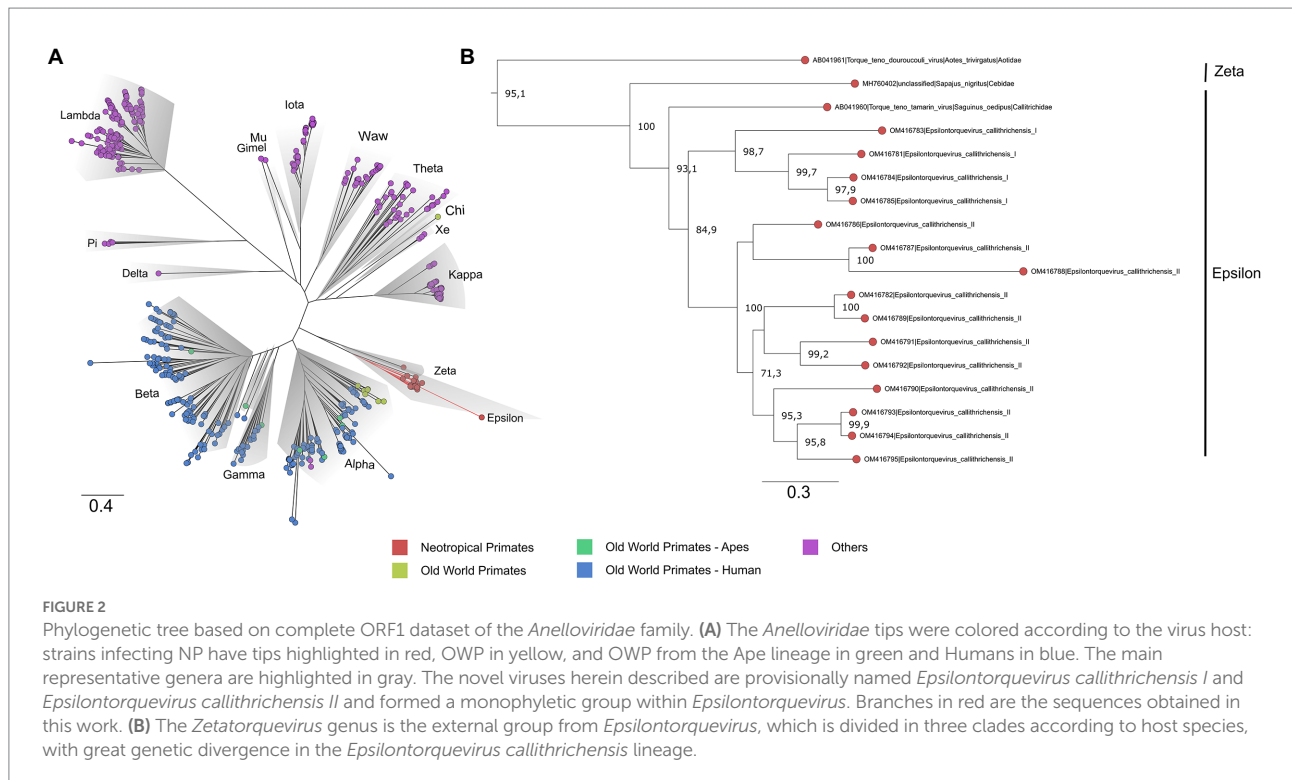 A
Lambda
Iota
Mu
Gimel
Waw
Theta
Chi
Xe
Pi
Delta
Kappa
Beta
Zeta
Epsilon
Gamma
Alpha
0.4
B
AB041961|Torque_teno_douroucouli_virus|Aotes_trivirgatus|Aotidae
Zeta
MH760402|unclassified|Sapajus_nigritus|Cebidae
95,1
AB041960|Torque_teno_tamarin_virus|Saguinus_oedipus|Callitrichidae
100
OM416783|Epsilontorquevirus_callithrichensis_I
98,7
OM416781|Epsilontorquevirus_callithrichensis_I
93,1
99,7
OM416784|Epsilontorquevirus_callithrichensis_I
97,9
OM416785|Epsilontorquevirus_callithrichensis_I
OM416786|Epsilontorquevirus_callithrichensis_II
84,9
OM416787|Epsilontorquevirus_callithrichensis_II
100
OM416788|Epsilontorquevirus_callithrichensis_II
Epsilon
OM416782|Epsilontorquevirus_callithrichensis_II
100
100
OM416789|Epsilontorquevirus_callithrichensis_II
OM416791|Epsilontorquevirus_callithrichensis_II
99,2
OM416792|Epsilontorquevirus_callithrichensis_II
71,3
OM416790|Epsilontorquevirus_callithrichensis_II
95,3
OM416793|Epsilontorquevirus_callithrichensis_II
99,9
OM416794|Epsilontorquevirus_callithrichensis_II
95,8
OM416795|Epsilontorquevirus_callithrichensis_II
0.3
Neotropical Primates
Old World Primates - Apes
Others
Old World Primates
Old World Primates - Human
FIGURE 2
Phylogenetic tree based on complete ORF1 dataset of the Anelloviridae family. (A) The Anelloviridae tips were colored according to the virus host:
strains infecting NP have tips highlighted in red, OWP in yellow, and OWP from the Ape lineage in green and Humans in blue. The main
representative genera are highlighted in gray. The novel viruses herein described are provisionally named Epsilontorquevirus callithrichensis I and
Epsilontorquevirus callithrichensis II and formed a monophyletic group within Epsilontorquevirus. Branches in red are the sequences obtained in
this work. (B) The Zetatorquevirus genus is the external group from Epsilontorquevirus, which is divided in three clades according to host species,
with great genetic divergence in the Epsilontorquevirus callithrichensis lineage.